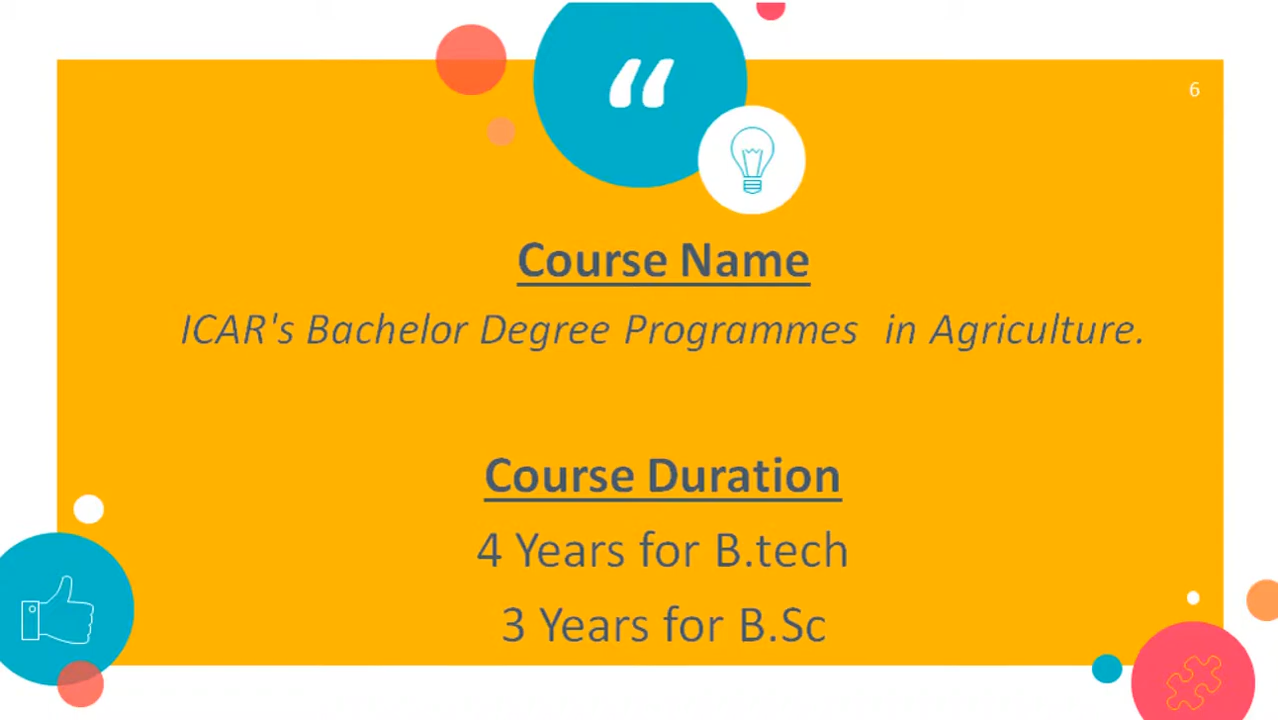 “
6
Course Name
ICAR's Bachelor Degree Programmes  in Agriculture.
Course Duration
4 Years for B.tech
3 Years for B.Sc